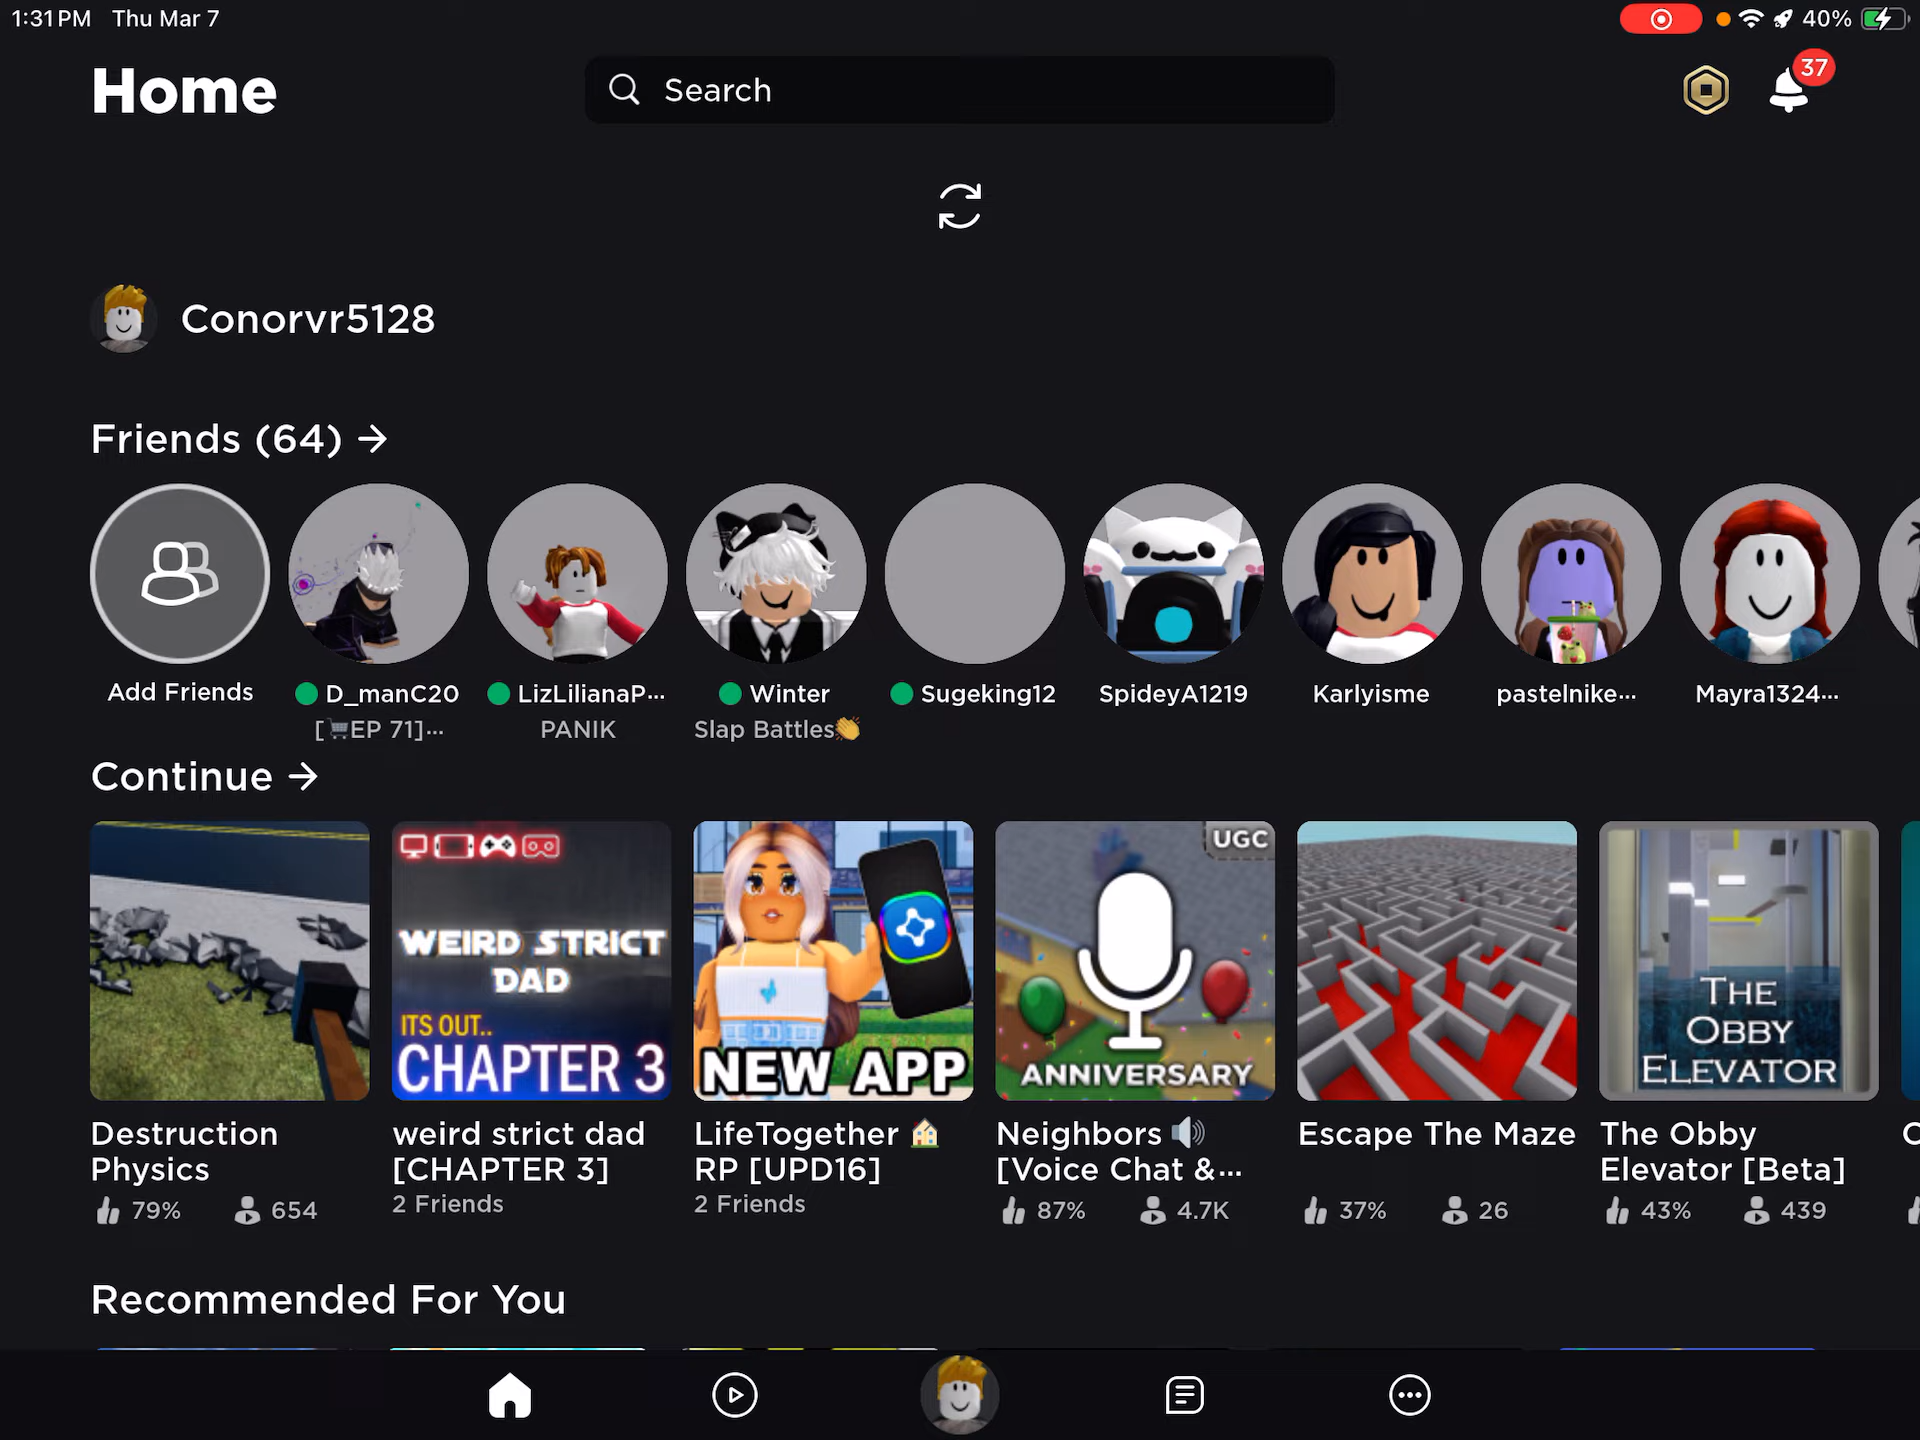 1:31 PM Thu Mar 7
40%
Home
Search
37
Conorvr5128
Friends (64) →
Add Friends
D_manC20
LizLilianaP...
Winter
Sugeking12
SpideyA1219
Karlyisme
pastelnike...
Mayra1324...
[🛒EP 71]...
PANIK
Slap Battles👏
Continue →
WEIRD STRICT
DAD
ITS OUT..
CHAPTER 3
NEW APP
UGC
ANNIVERSARY
THE
OBBY
ELEVATOR
Destruction
Physics
79% 654
weird strict dad
[CHAPTER 3]
2 Friends
LifeTogether 🏠
RP [UPD16]
2 Friends
Neighbors 🔊
[Voice Chat &...
87% 4.7K
Escape The Maze
37% 26
The Obby
Elevator [Beta]
43% 439
Recommended For You